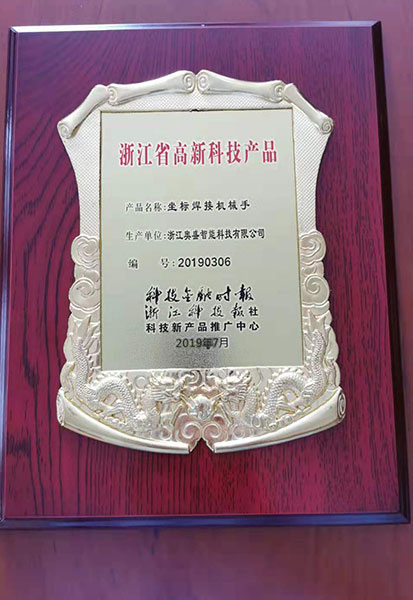 浙江省高新科技产品
产品名称:坐标焊接机械手
生产单位:浙江奥盛智能科技有限公司
编 号:20190306
科技金融时报
浙江科技报社
科技新产品推广中心
2019年7月